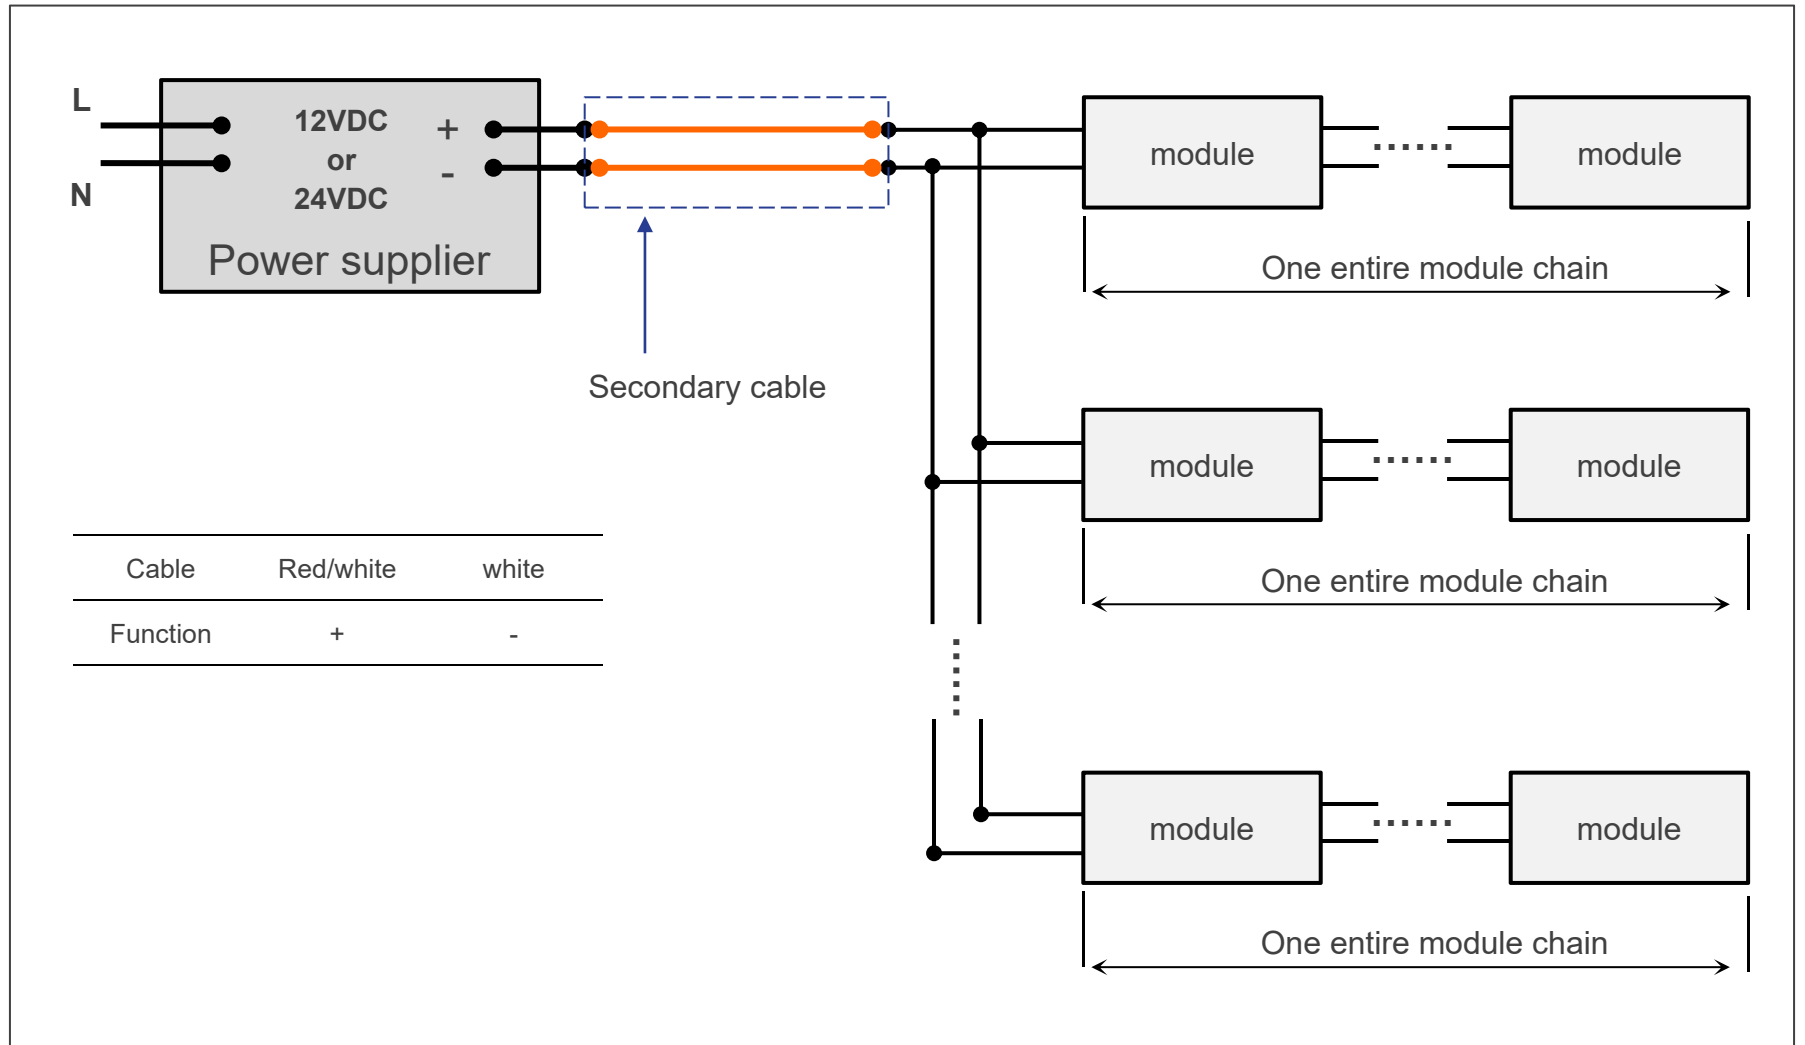 L
N
12VDC
or
24VDC
+
-
Power supplier
module
module
One entire module chain
Secondary cable
module
module
One entire module chain
Cable Red/white white
Function + -
module
module
One entire module chain